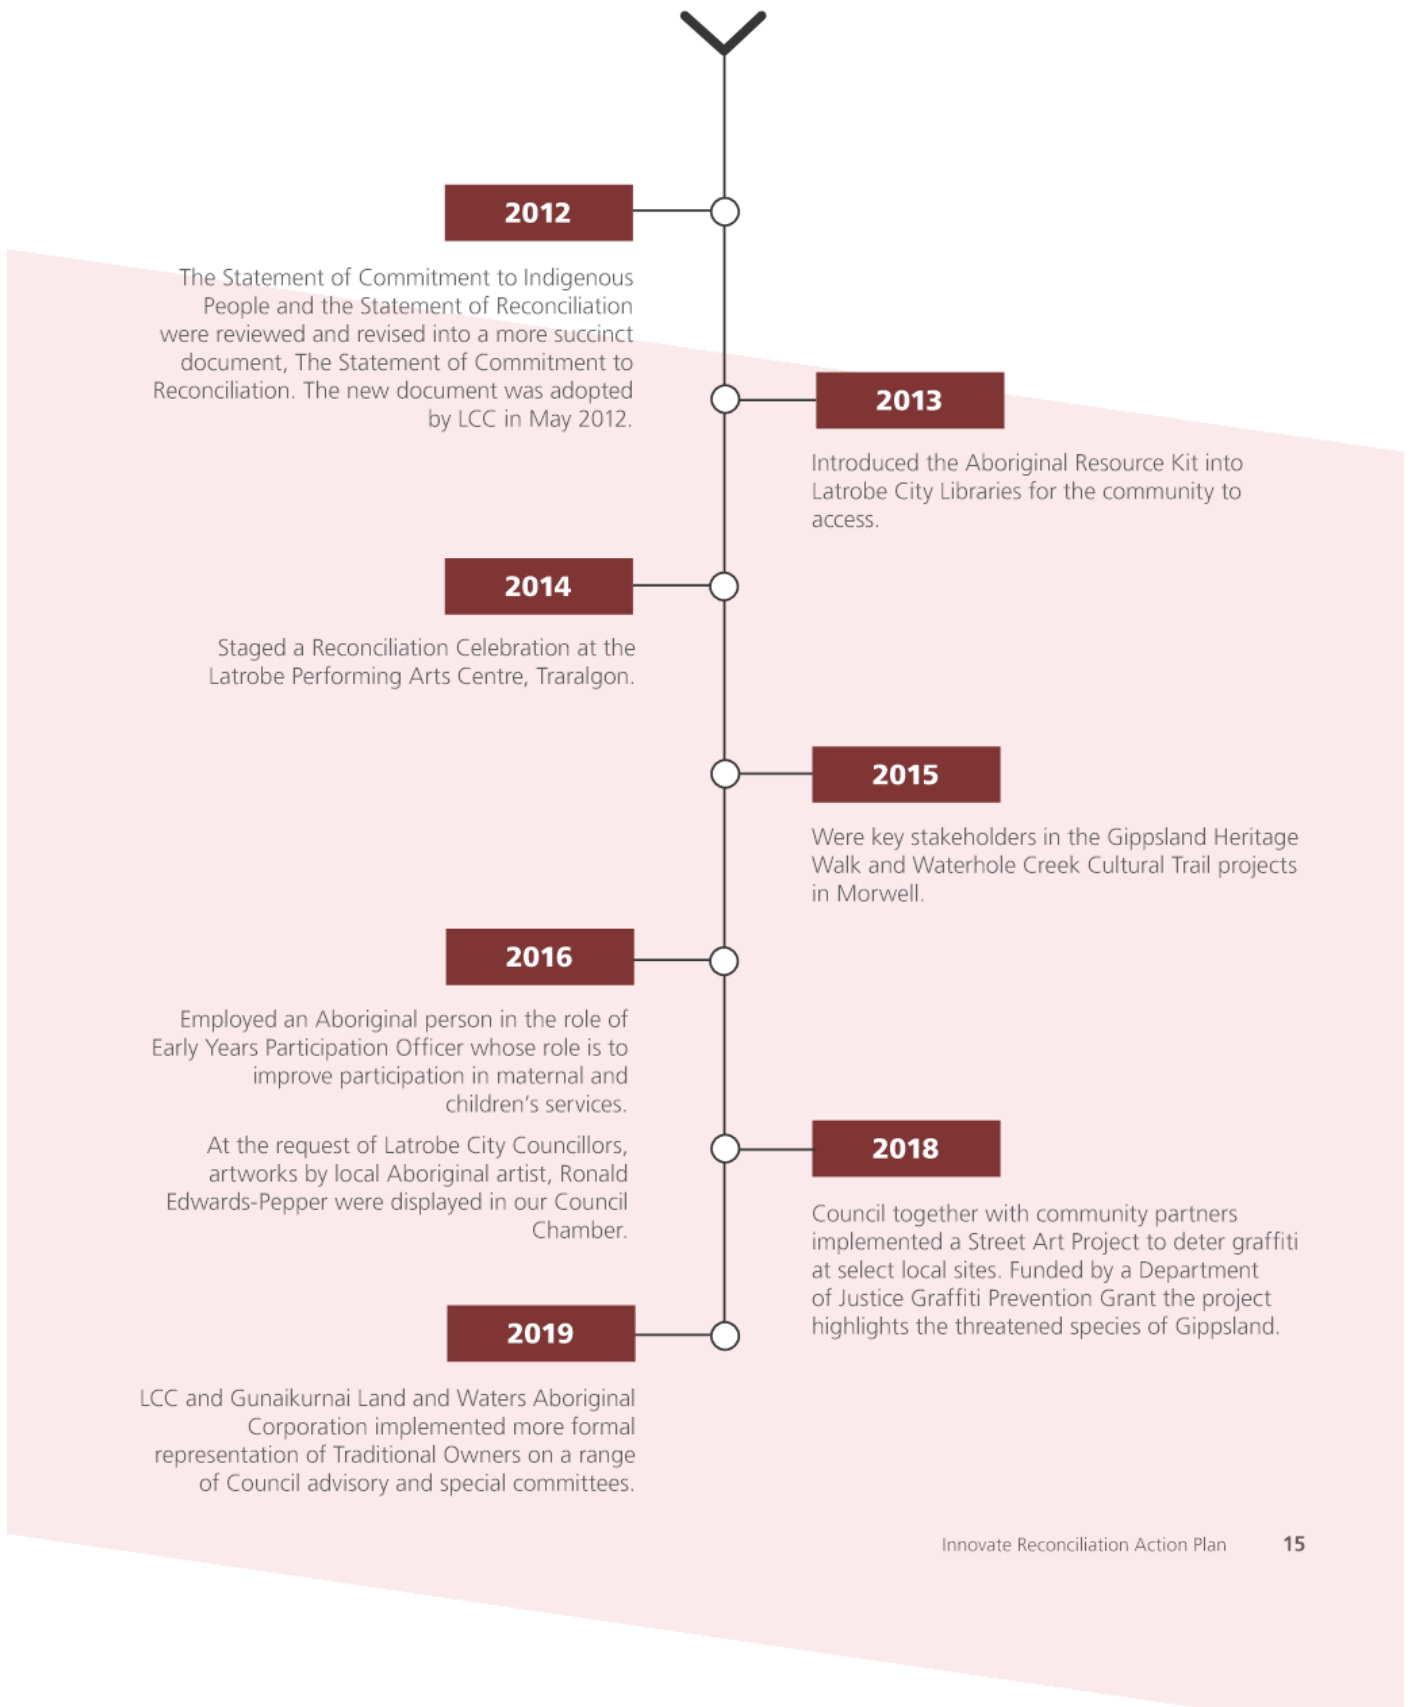 2012
The Statement of Commitment to Indigenous
People and the Statement of Reconciliation
were reviewed and revised into a more succinct
document, The Statement of Commitment to
Reconciliation. The new document was adopted
by LCC in May 2012.
2013
Introduced the Aboriginal Resource Kit into
Latrobe City Libraries for the community to
access.
2014
Staged a Reconciliation Celebration at the
Latrobe Performing Arts Centre, Traralgon.
2015
Were key stakeholders in the Gippsland Heritage
Walk and Waterhole Creek Cultural Trail projects
in Morwell.
2016
Employed an Aboriginal person in the role of
Early Years Participation Officer whose role is to
improve participation in maternal and
children’s services.
At the request of Latrobe City Councillors,
artworks by local Aboriginal artist, Ronald
Edwards-Pepper were displayed in our Council
Chamber.
2018
Council together with community partners
implemented a Street Art Project to deter graffiti
at select local sites. Funded by a Department
of Justice Graffiti Prevention Grant the project
highlights the threatened species of Gippsland.
2019
LCC and Gunaikurnai Land and Waters Aboriginal
Corporation implemented more formal
representation of Traditional Owners on a range
of Council advisory and special committees.
Innovate Reconciliation Action Plan 15